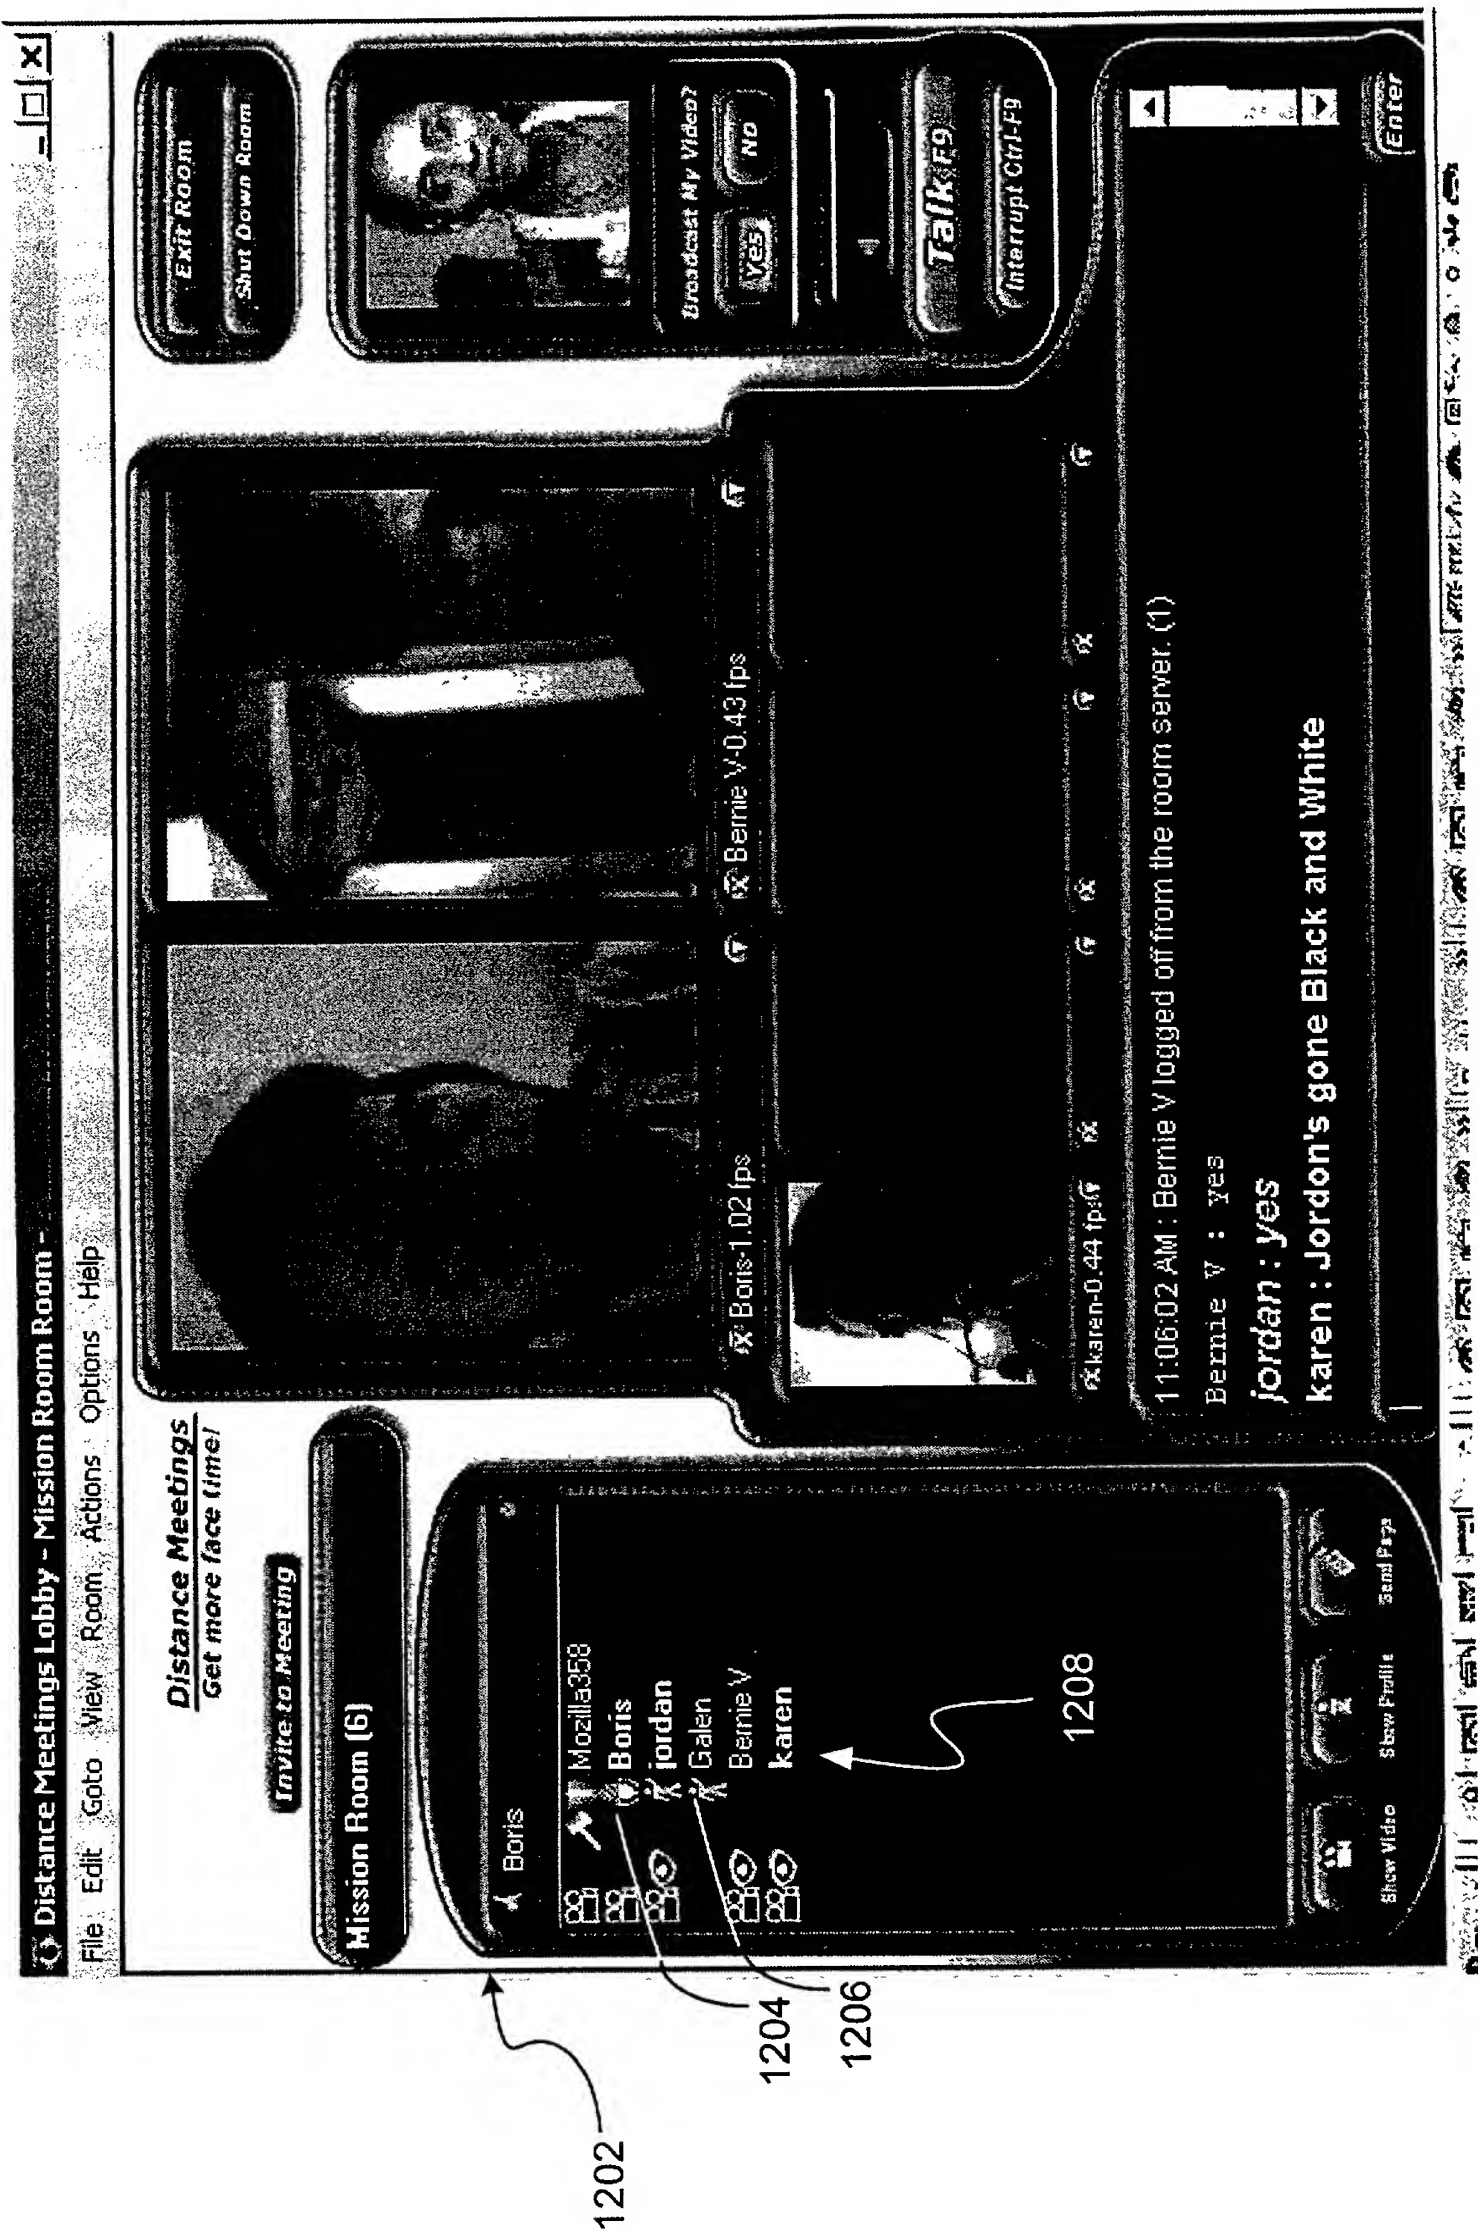 Distance Meetings Lobby - Mission Room Room -
File Edit Goto View Room Actions Options Help
Distance Meetings
Get more face time!
Invite to Meeting
Mission Room (6)
Boris
Mozilla358
Boris
jordan
Galen
Bernie V
karen
Show Video
Show Profile
Send Page
Boris-1.02 fps
Bernie V-0.43 fps
karen-0.44 fps
11:06:02 AM : Bernie V logged off from the room server. (1)
Bernie V : yes
jordan : yes
karen : Jordon's gone Black and White
Enter
Exit Room
Shut Down Room
Broadcast My Video?
Yes
No
Talk F9
Interrupt Ctrl-F9
1202
1204
1206
1208